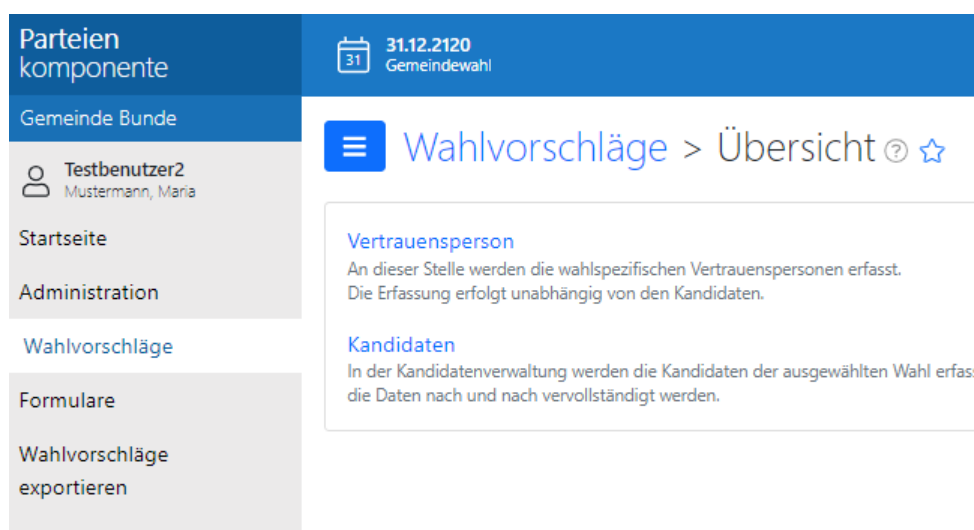 Parteien
komponente
31
31.12.2120
Gemeindewahl
Gemeinde Bunde
Testbenutzer2
Mustermann, Maria
Startseite
Administration
Wahlvorschläge
Formulare
Wahlvorschläge
exportieren
Wahlvorschläge > Übersicht ?
Vertrauensperson
An dieser Stelle werden die wahlspezifischen Vertrauenspersonen erfasst.
Die Erfassung erfolgt unabhängig von den Kandidaten.
Kandidaten
In der Kandidatenverwaltung werden die Kandidaten der ausgewählten Wahl
die Daten nach und nach vervollständigt werden.